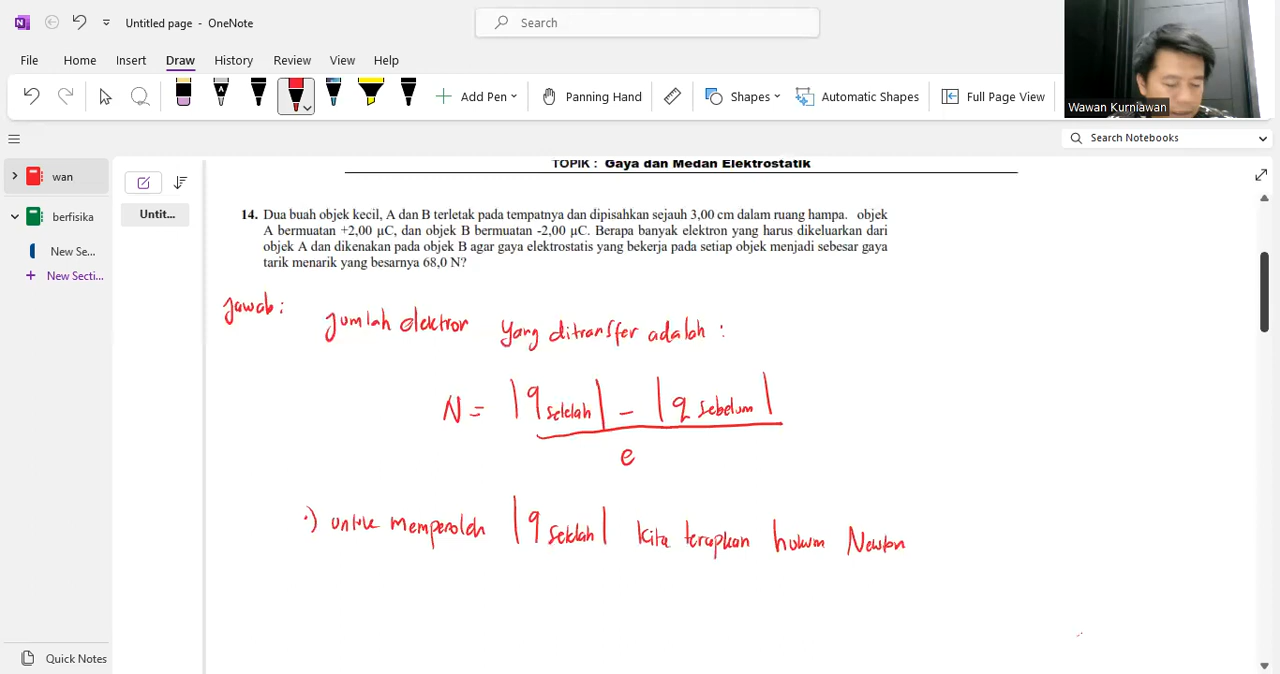 Untitled page - OneNote
Search
File Home Insert Draw History Review View Help
Add Pen Panning Hand Shapes Automatic Shapes Full Page View
Wawan Kurniawan
Search Notebooks
wan
berfisika
New Se...
New Secti...
Untit...
TOPIK : Gaya dan Medan Elektrostatik
14. Dua buah objek kecil, A dan B terletak pada tempatnya dan dipisahkan sejauh 3,00 cm dalam ruang hampa. objek
A bermuatan +2,00 µC, dan objek B bermuatan -2,00 µC. Berapa banyak elektron yang harus dikeluarkan dari
objek A dan dikenakan pada objek B agar gaya elektrostatis yang bekerja pada setiap objek menjadi sebesar gaya
tarik menarik yang besarnya 68,0 N?
Jawab :
Jumlah elektron yang ditransfer adalah :
N = |q setelah| - |q sebelum|
e
·) untuk memperoleh |q setelah| kita terapkan hukum Newton
Quick Notes